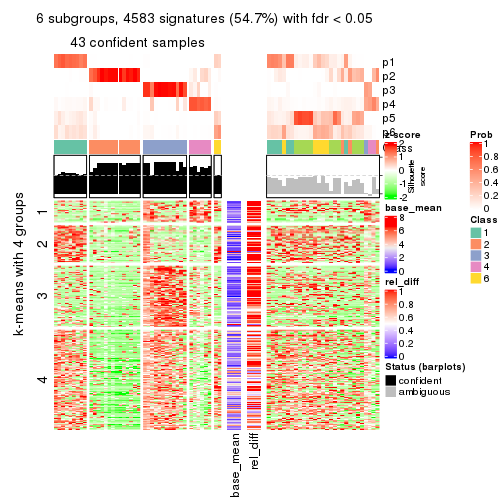 6 subgroups, 4583 signatures (54.7%) with fdr < 0.05
43 confident samples
p1
p2
p3
p4
p5
p6
Class
z-score
2
1
0
-1
-2
Silhouette score
k-means with 4 groups
1
2
3
4
base_mean
rel_diff
base_mean
8
6
4
2
0
rel_diff
1
0.8
0.6
0.4
0.2
0
Status (barplots)
confident
ambiguous
Prob
1
0.8
0.6
0.4
0.2
0
Class
1
2
3
4
6